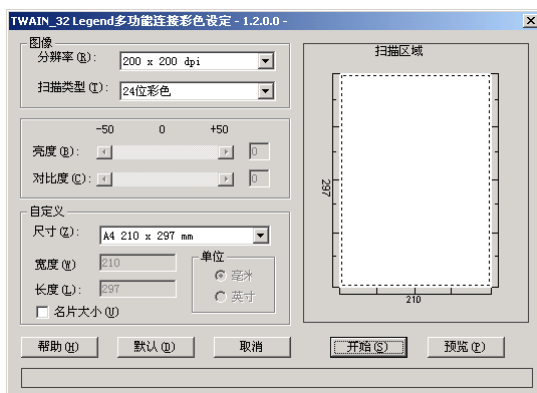 TWAIN_32 Legend多功能连接彩色设定 - 1.2.0.0 -
图像
分辨率(R): 200 x 200 dpi
扫描类型(T): 24位彩色
-50 0 +50
亮度(B): 0
对比度(C): 0
自定义
尺寸(Z): A4 210 x 297 mm
宽度(W) 210
长度(L): 297
单位
毫米
英寸
名片大小(U)
扫描区域
297
210
帮助(H) 默认(D) 取消 开始(S) 预览(P)